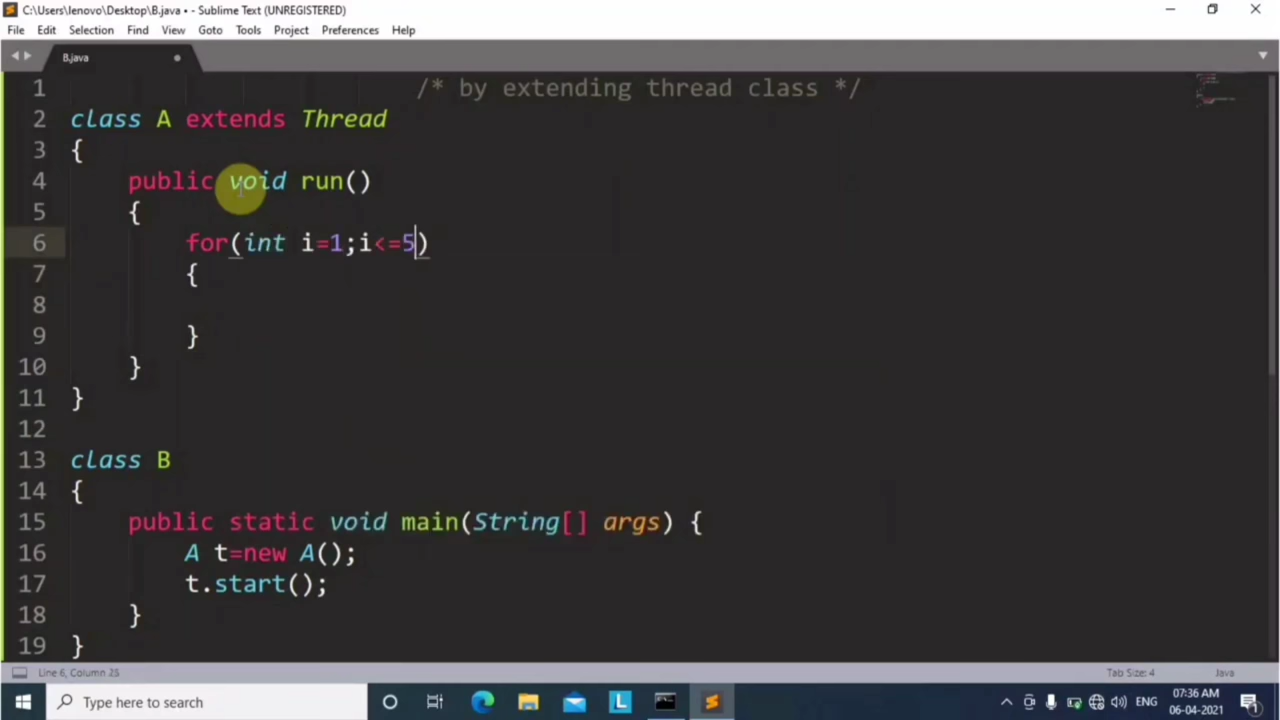 C:\Users\lenovo\Desktop\B.java • - Sublime Text (UNREGISTERED)
File Edit Selection Find View Goto Tools Project Preferences Help
B.java
1 /* by extending thread class */
2 class A extends Thread
3 {
4 public void run()
5 {
6 for(int i=1;i<=5)
7 {
8
9 }
10 }
11 }
12
13 class B
14 {
15 public static void main(String[] args) {
16 A t=new A();
17 t.start();
18 }
19 }
Line 6, Column 25
Tab Size: 4 Java
Type here to search
L
ENG
07:36 AM
06-04-2021
1